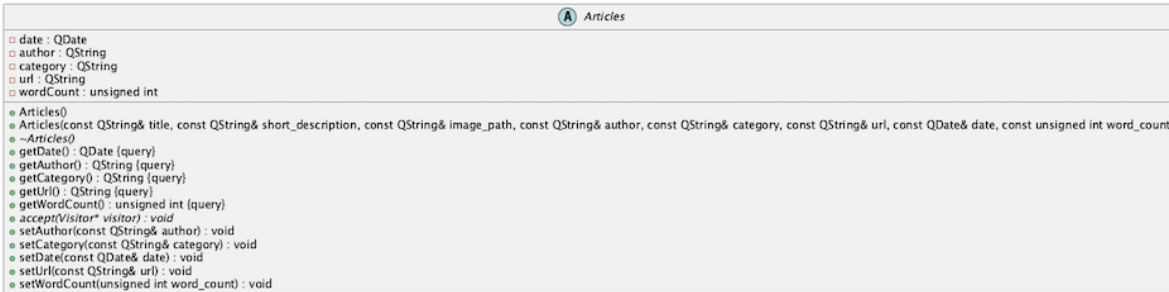 A Articles
date : QDate
author : QString
category : QString
url : QString
wordCount : unsigned int
Articles()
Articles(const QString& title, const QString& short_description, const QString& image_path, const QString& author, const QString& category, const QString& url, const QDate& date, const unsigned int word_count
~Articles()
getDate() : QDate {query}
getAuthor() : QString {query}
getCategory() : QString {query}
getUrl() : QString {query}
getWordCount() : unsigned int {query}
accept(Visitor* visitor) : void
setAuthor(const QString& author) : void
setCategory(const QString& category) : void
setDate(const QDate& date) : void
setUrl(const QString& url) : void
setWordCount(unsigned int word_count) : void